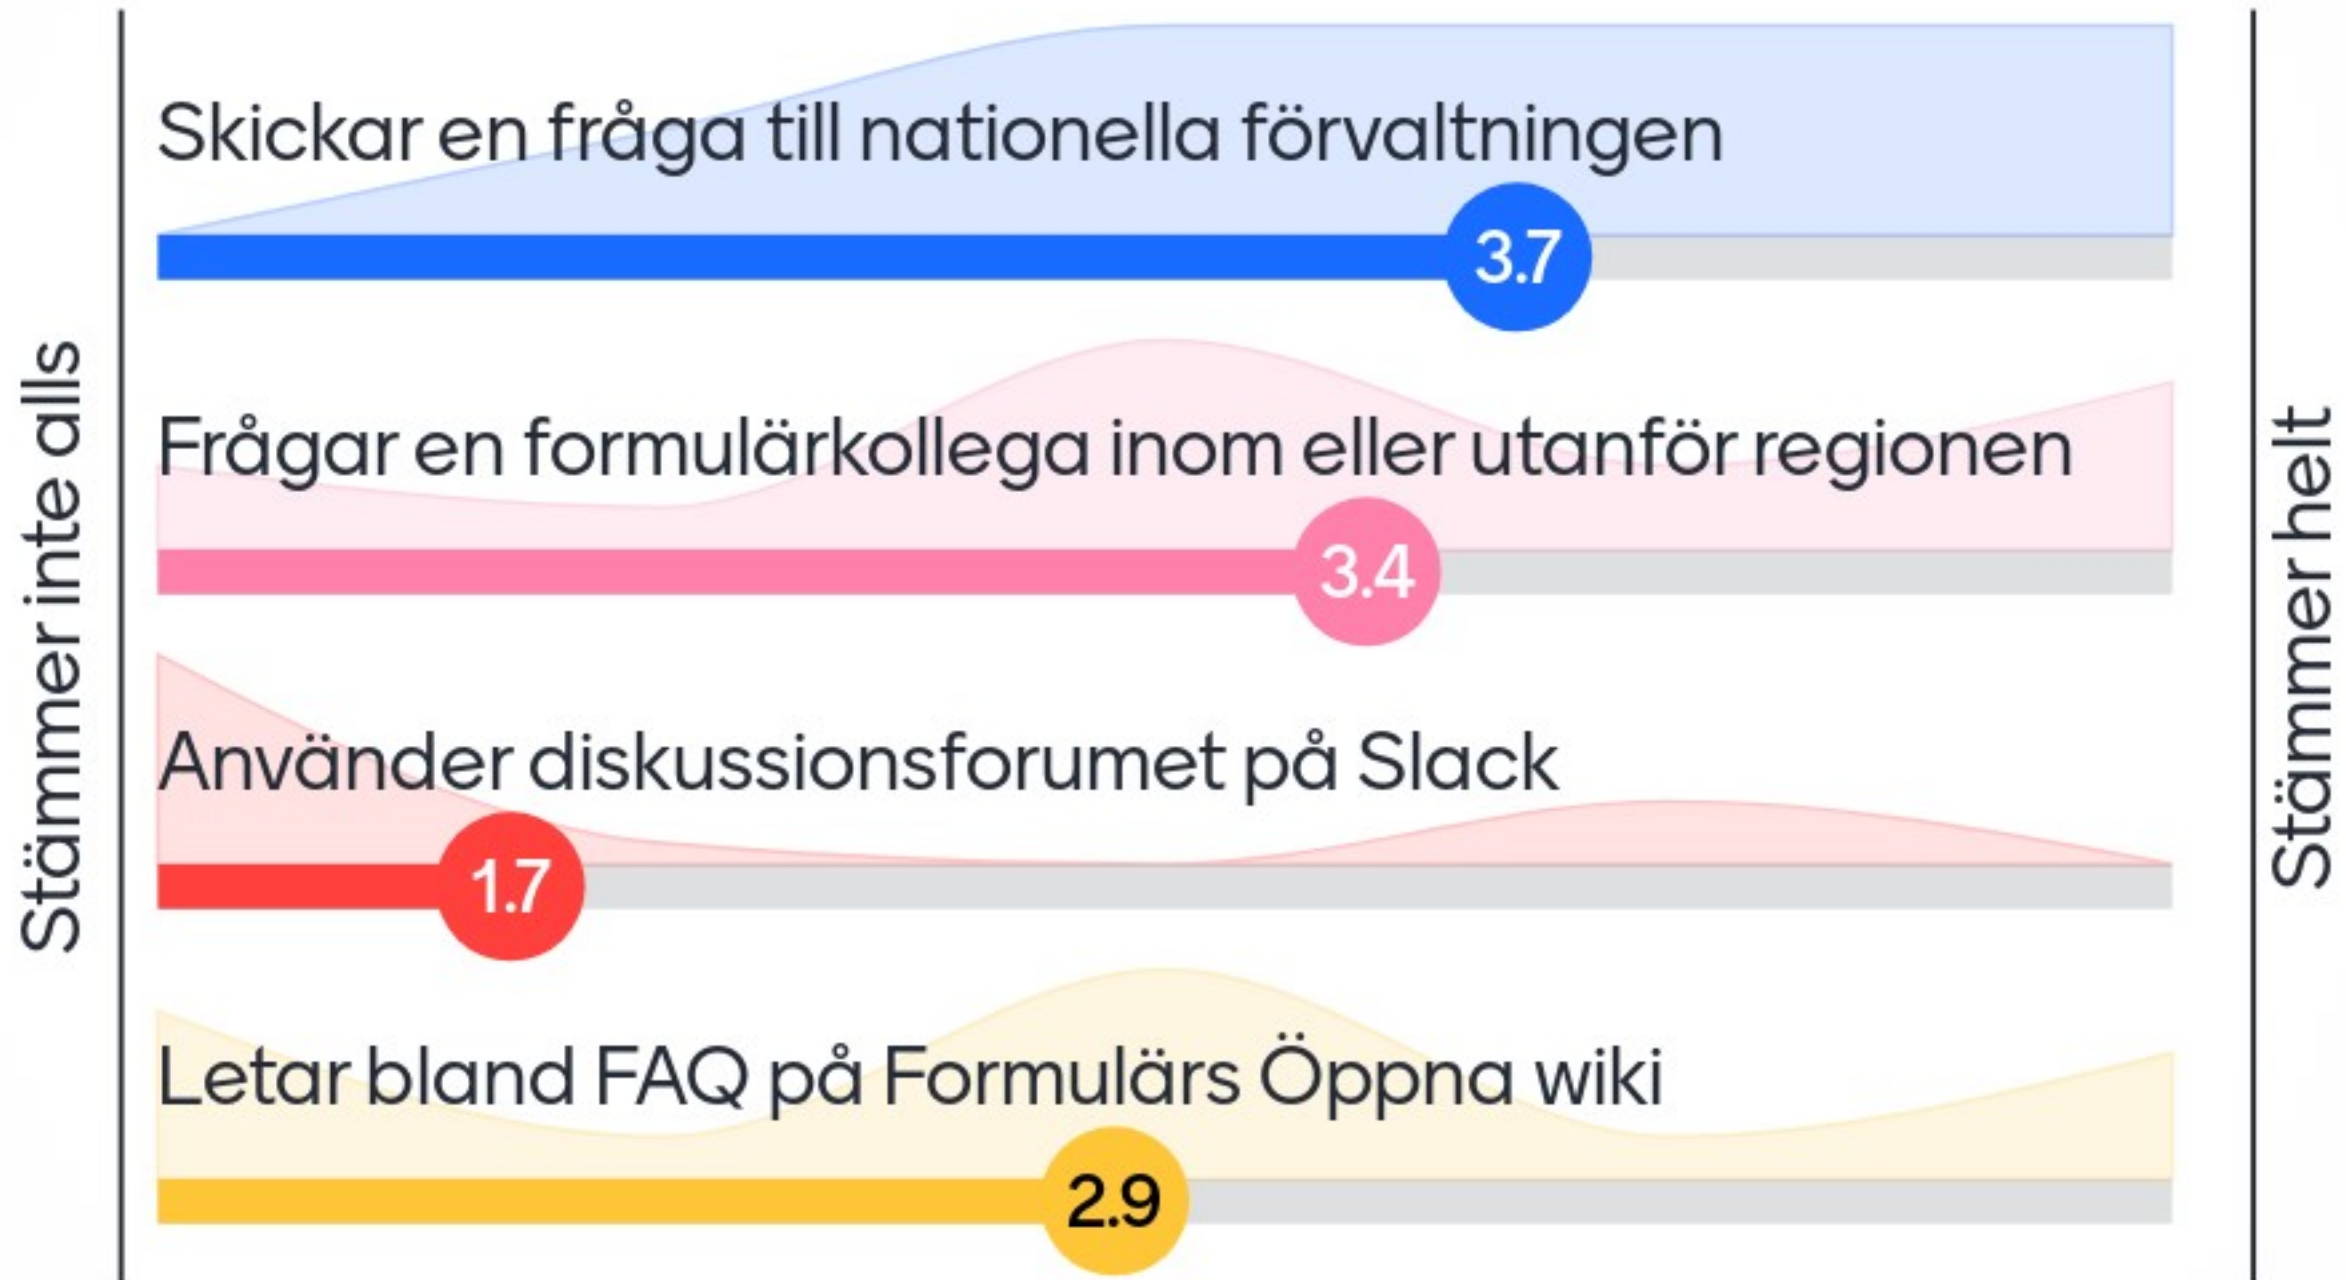 Stämmer inte alls
Skickar en fråga till nationella förvaltningen
3.7
Frågar en formulärkollega inom eller utanför regionen
3.4
Använder diskussionsforumet på Slack
1.7
Letar bland FAQ på Formulärs Öppna wiki
2.9
Stämmer helt